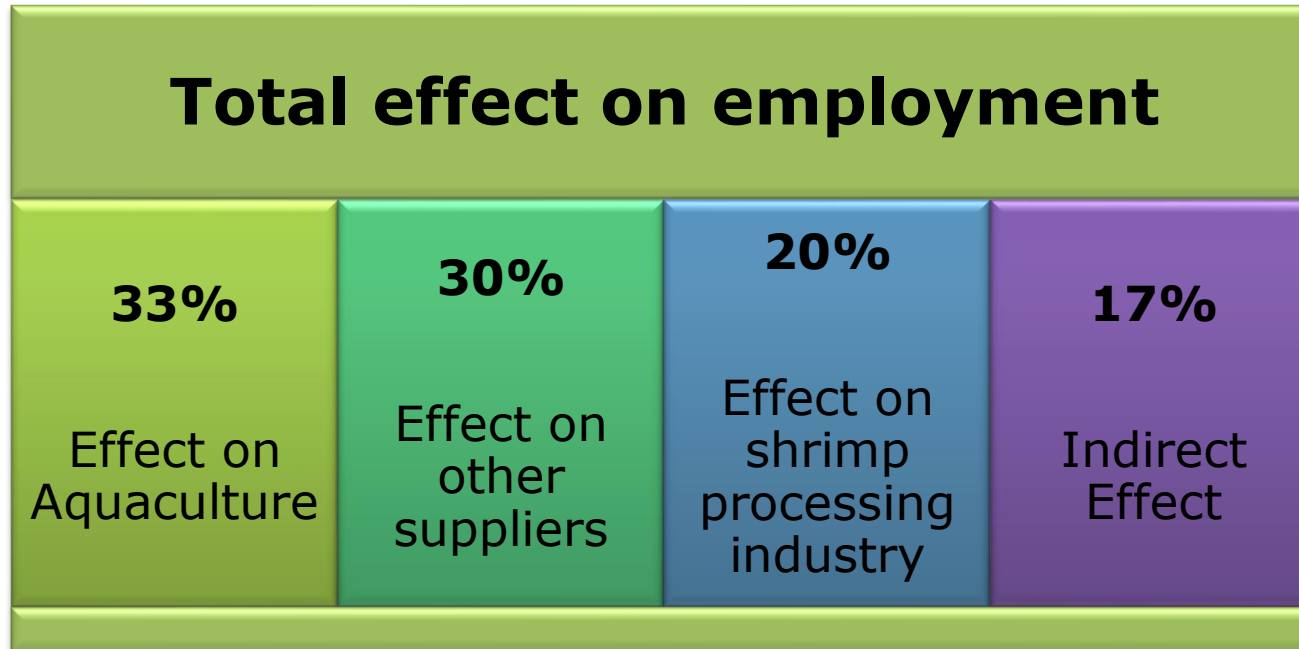 Total effect on employment
33%
Effect on
Aquaculture
30%
Effect on
other
suppliers
20%
Effect on
shrimp
processing
industry
17%
Indirect
Effect